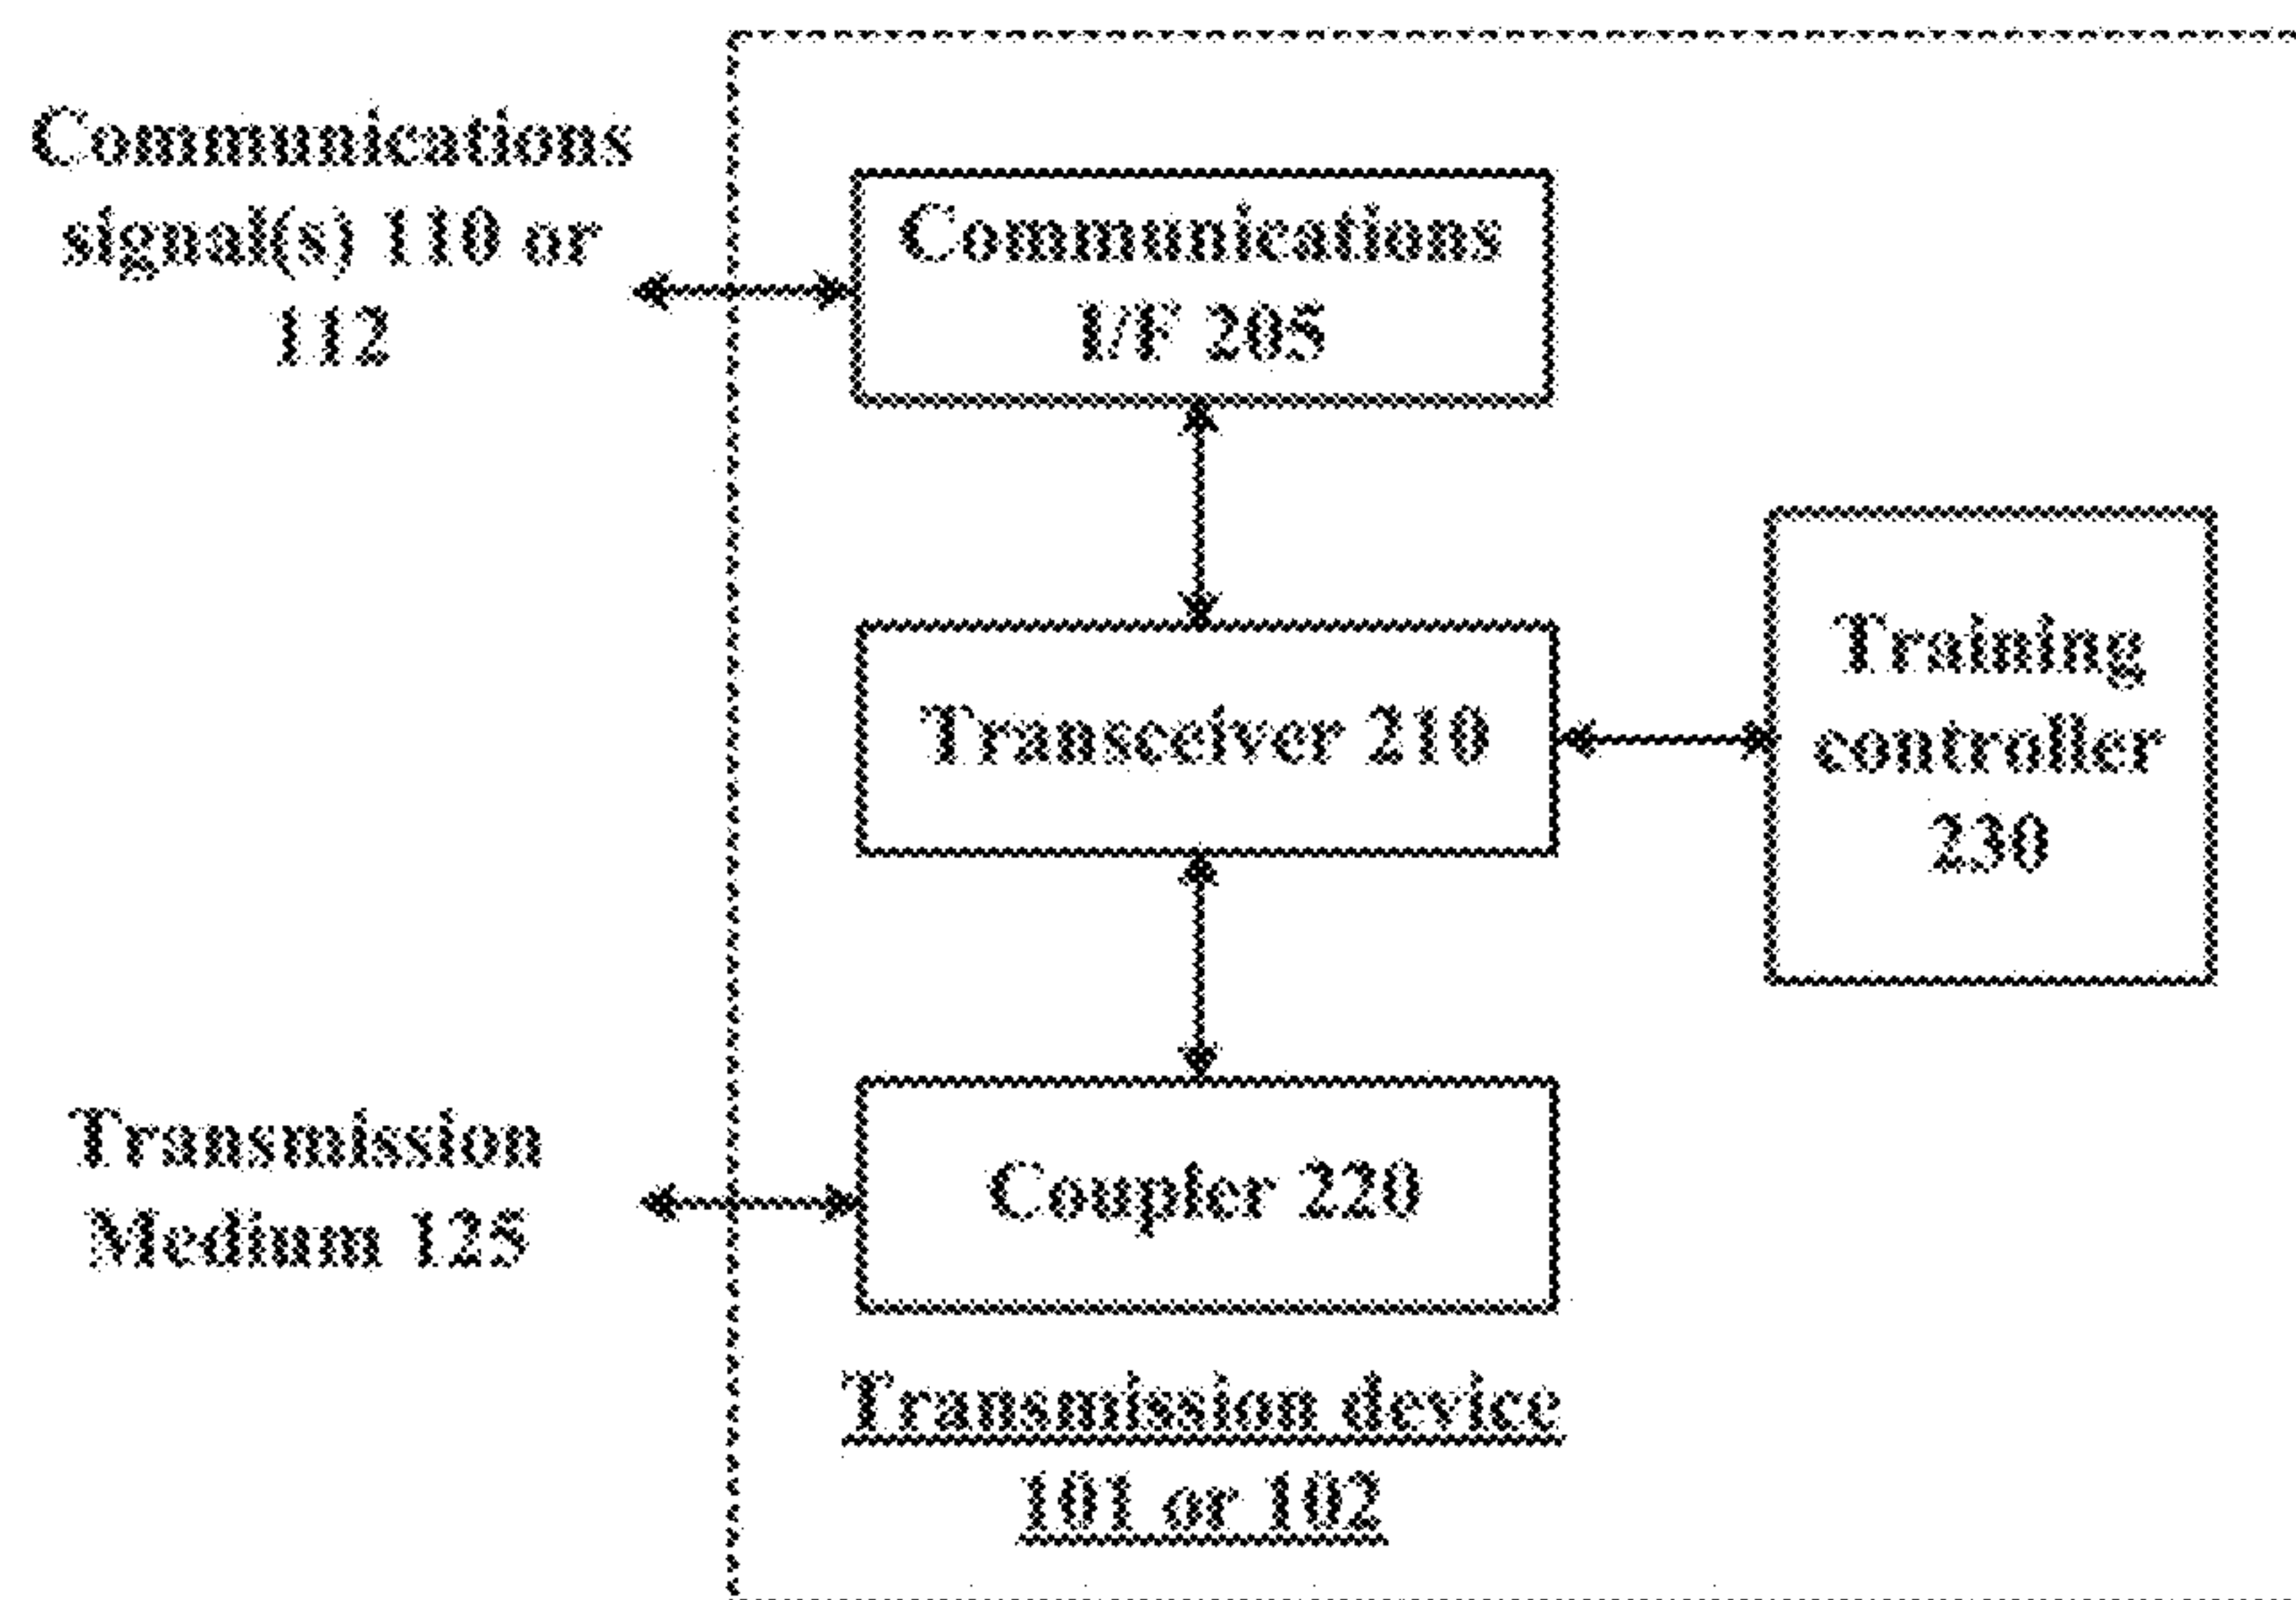 Communications
signal(s) 110 or
112
Communications
I/F 205
Transceiver 210
Training
controller
230
Transmission
Medium 125
Coupler 220
Transmission device
101 or 102